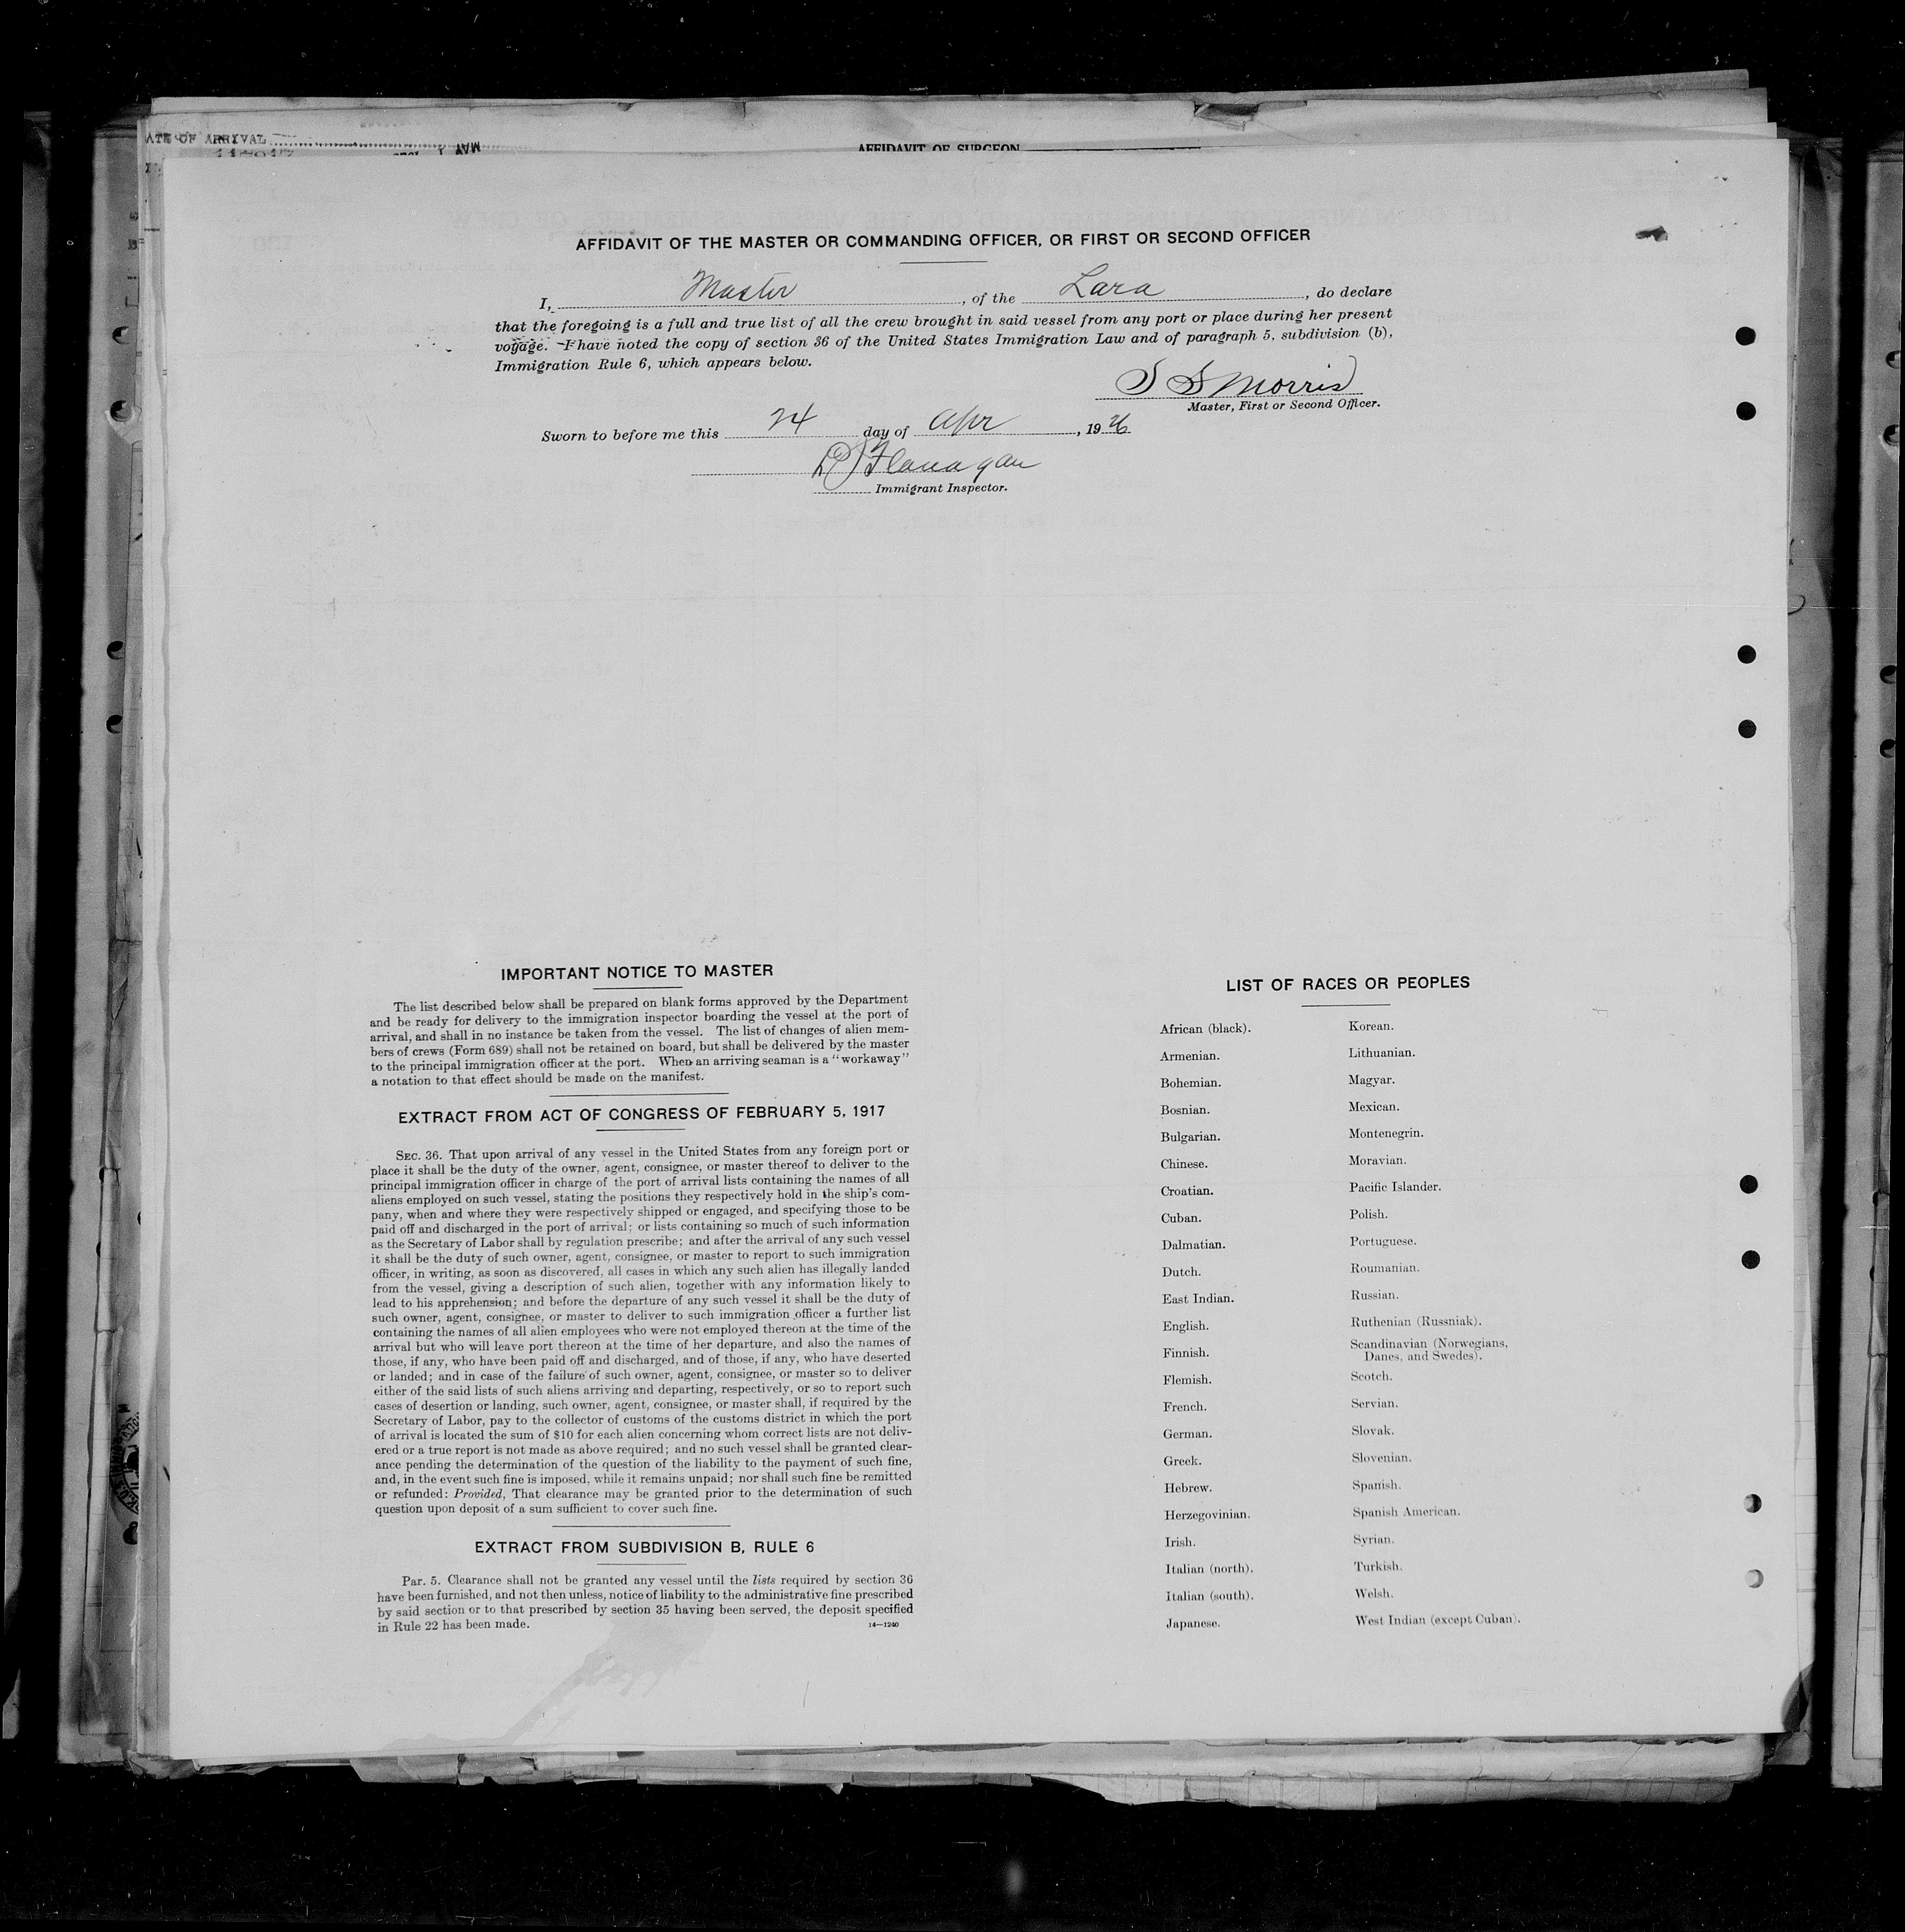 ATE OF ARRIVAL
MAY 1
AFFIDAVIT OF SURGEON
AFFIDAVIT OF THE MASTER OR COMMANDING OFFICER, OR FIRST OR SECOND OFFICER
I, Master, of the Lara, do declare
that the foregoing is a full and true list of all the crew brought in said vessel from any port or place during her present
voyage. I have noted the copy of section 36 of the United States Immigration Law and of paragraph 5, subdivision (b),
Immigration Rule 6, which appears below.
S S Morris
Master, First or Second Officer.
Sworn to before me this 24 day of Apr, 1926
Flanagan
Immigrant Inspector.
IMPORTANT NOTICE TO MASTER
The list described below shall be prepared on blank forms approved by the Department
and be ready for delivery to the immigration inspector boarding the vessel at the port of
arrival, and shall in no instance be taken from the vessel. The list of changes of alien mem-
bers of crews (Form 689) shall not be retained on board, but shall be delivered by the master
to the principal immigration officer at the port. When an arriving seaman is a "workaway"
a notation to that effect should be made on the manifest.
EXTRACT FROM ACT OF CONGRESS OF FEBRUARY 5, 1917
SEC. 36. That upon arrival of any vessel in the United States from any foreign port or
place it shall be the duty of the owner, agent, consignee, or master thereof to deliver to the
principal immigration officer in charge of the port of arrival lists containing the names of all
aliens employed on such vessel, stating the positions they respectively hold in the ship's com-
pany, when and where they were respectively shipped or engaged, and specifying those to be
paid off and discharged in the port of arrival; or lists containing so much of such information
as the Secretary of Labor shall by regulation prescribe; and after the arrival of any such vessel
it shall be the duty of such owner, agent, consignee, or master to report to such immigration
officer, in writing, as soon as discovered, all cases in which any such alien has illegally landed
from the vessel, giving a description of such alien, together with any information likely to
lead to his apprehension; and before the departure of any such vessel it shall be the duty of
such owner, agent, consignee, or master to deliver to such immigration officer a further list
containing the names of all alien employees who were not employed thereon at the time of the
arrival but who will leave port thereon at the time of her departure, and also the names of
those, if any, who have been paid off and discharged, and of those, if any, who have deserted
or landed; and in case of the failure of such owner, agent, consignee, or master so to deliver
either of the said lists of such aliens arriving and departing, respectively, or so to report such
cases of desertion or landing, such owner, agent, consignee, or master shall, if required by the
Secretary of Labor, pay to the collector of customs of the customs district in which the port
of arrival is located the sum of $10 for each alien concerning whom correct lists are not deliv-
ered or a true report is not made as above required; and no such vessel shall be granted clear-
ance pending the determination of the question of the liability to the payment of such fine,
and, in the event such fine is imposed, while it remains unpaid; nor shall such fine be remitted
or refunded: Provided, That clearance may be granted prior to the determination of such
question upon deposit of a sum sufficient to cover such fine.
EXTRACT FROM SUBDIVISION B, RULE 6
Par. 5. Clearance shall not be granted any vessel until the lists required by section 36
have been furnished, and not then unless, notice of liability to the administrative fine prescribed
by said section or to that prescribed by section 35 having been served, the deposit specified
in Rule 22 has been made.
14—1240
LIST OF RACES OR PEOPLES
African (black).
Armenian.
Bohemian.
Bosnian.
Bulgarian.
Chinese.
Croatian.
Cuban.
Dalmatian.
Dutch.
East Indian.
English.
Finnish.
Flemish.
French.
German.
Greek.
Hebrew.
Herzegovinian.
Irish.
Italian (north).
Italian (south).
Japanese.
Korean.
Lithuanian.
Magyar.
Mexican.
Montenegrin.
Moravian.
Pacific Islander.
Polish.
Portuguese.
Roumanian.
Russian.
Ruthenian (Russniak).
Scandinavian (Norwegians,
Danes, and Swedes).
Scotch.
Servian.
Slovak.
Slovenian.
Spanish.
Spanish American.
Syrian.
Turkish.
Welsh.
West Indian (except Cuban).